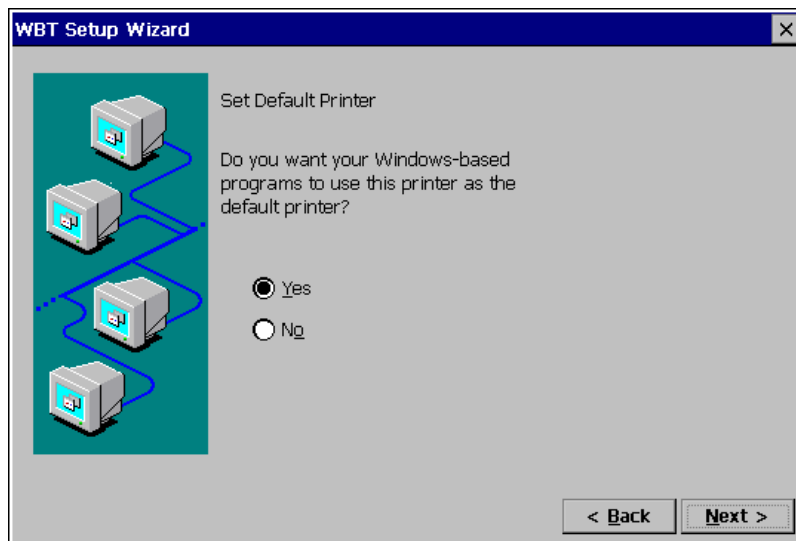 WBT Setup Wizard
Set Default Printer
Do you want your Windows-based
programs to use this printer as the
default printer?
Yes
No
< Back
Next >